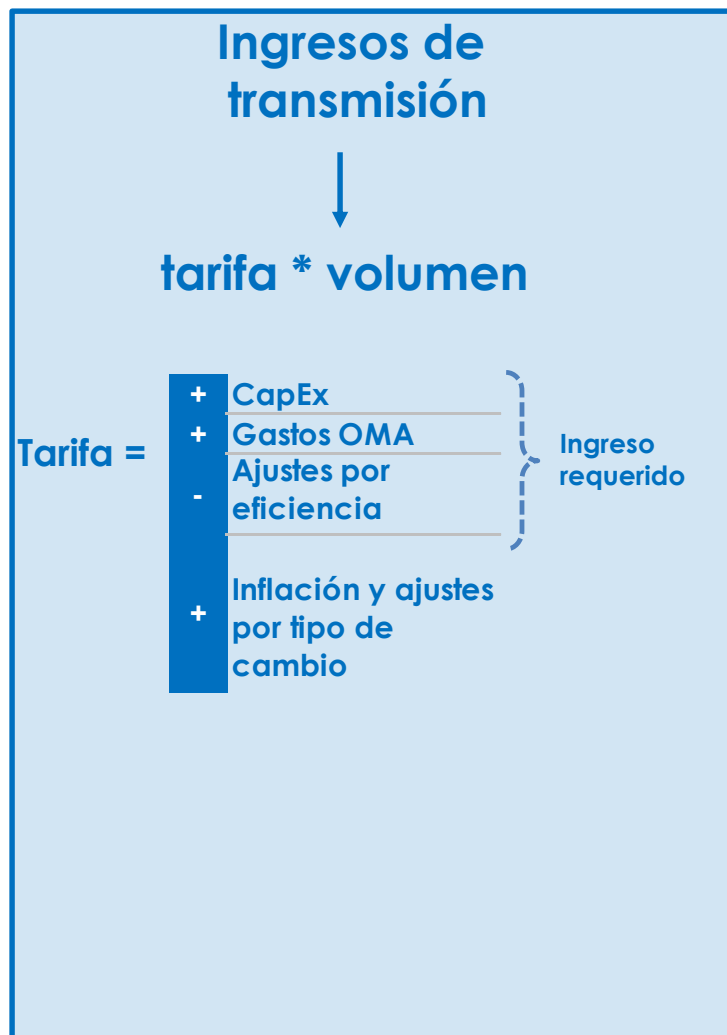 Ingresos de
transmisión
tarifa * volumen
Tarifa =
+ CapEx
+ Gastos OMA
- Ajustes por
eficiencia
Ingreso
requerido
+ Inflación y ajustes
por tipo de
cambio